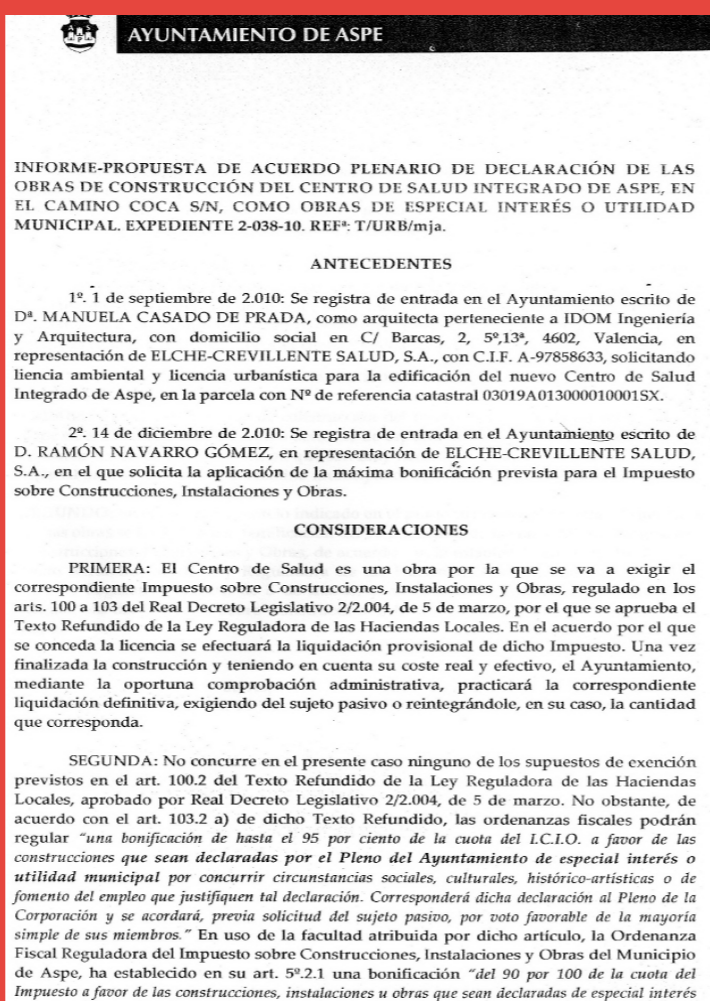 AYUNTAMIENTO DE ASPE
INFORME-PROPUESTA DE ACUERDO PLENARIO DE DECLARACIÓN DE LAS
OBRAS DE CONSTRUCCIÓN DEL CENTRO DE SALUD INTEGRADO DE ASPE, EN
EL CAMINO COCA S/N, COMO OBRAS DE ESPECIAL INTERÉS O UTILIDAD
MUNICIPAL. EXPEDIENTE 2-038-10. REFª: T/URB/mja.
ANTECEDENTES
1º. 1 de septiembre de 2.010: Se registra de entrada en el Ayuntamiento escrito de
Dª. MANUELA CASADO DE PRADA, como arquitecta perteneciente a IDOM Ingeniería
y Arquitectura, con domicilio social en C/ Barcas, 2, 5º,13ª, 4602, Valencia, en
representación de ELCHE-CREVILLENTE SALUD, S.A., con C.I.F. A-97858633, solicitando
liencia ambiental y licencia urbanística para la edificación del nuevo Centro de Salud
Integrado de Aspe, en la parcela con Nº de referencia catastral 03019A013000010001SX.
2º. 14 de diciembre de 2.010: Se registra de entrada en el Ayuntamiento escrito de
D. RAMÓN NAVARRO GÓMEZ, en representación de ELCHE-CREVILLENTE SALUD,
S.A., en el que solicita la aplicación de la máxima bonificación prevista para el Impuesto
sobre Construcciones, Instalaciones y Obras.
CONSIDERACIONES
PRIMERA: El Centro de Salud es una obra por la que se va a exigir el
correspondiente Impuesto sobre Construcciones, Instalaciones y Obras, regulado en los
arts. 100 a 103 del Real Decreto Legislativo 2/2.004, de 5 de marzo, por el que se aprueba el
Texto Refundido de la Ley Reguladora de las Haciendas Locales. En el acuerdo por el que
se conceda la licencia se efectuará la liquidación provisional de dicho Impuesto. Una vez
finalizada la construcción y teniendo en cuenta su coste real y efectivo, el Ayuntamiento,
mediante la oportuna comprobación administrativa, practicará la correspondiente
liquidación definitiva, exigiendo del sujeto pasivo o reintegrándole, en su caso, la cantidad
que corresponda.
SEGUNDA: No concurre en el presente caso ninguno de los supuestos de exención
previstos en el art. 100.2 del Texto Refundido de la Ley Reguladora de las Haciendas
Locales, aprobado por Real Decreto Legislativo 2/2.004, de 5 de marzo. No obstante, de
acuerdo con el art. 103.2 a) de dicho Texto Refundido, las ordenanzas fiscales podrán
regular "una bonificación de hasta el 95 por ciento de la cuota del I.C.I.O. a favor de las
construcciones que sean declaradas por el Pleno del Ayuntamiento de especial interés o
utilidad municipal por concurrir circunstancias sociales, culturales, histórico-artísticas o de
fomento del empleo que justifiquen tal declaración. Corresponderá dicha declaración al Pleno de la
Corporación y se acordará, previa solicitud del sujeto pasivo, por voto favorable de la mayoría
simple de sus miembros." En uso de la facultad atribuida por dicho artículo, la Ordenanza
Fiscal Reguladora del Impuesto sobre Construcciones, Instalaciones y Obras del Municipio
de Aspe, ha establecido en su art. 5º.2.1 una bonificación "del 90 por 100 de la cuota del
Impuesto a favor de las construcciones, instalaciones u obras que sean declaradas de especial interés